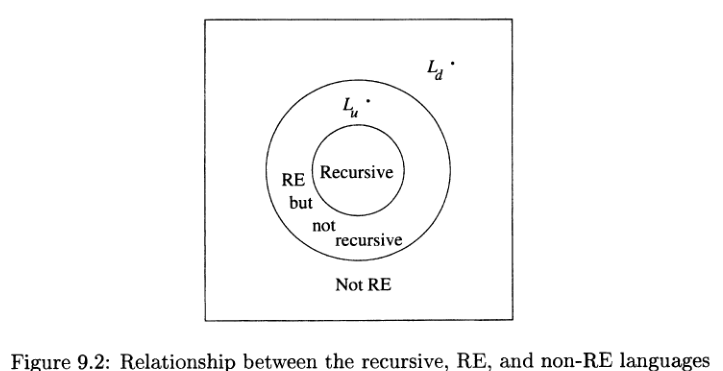 L_d
L_u
Recursive
RE
but
not
recursive
Not RE
Figure 9.2: Relationship between the recursive, RE, and non-RE languages